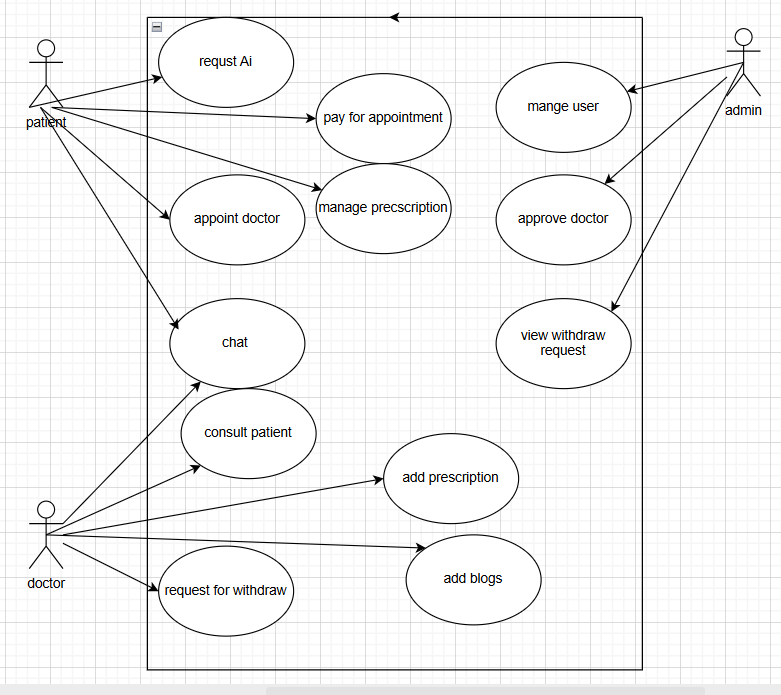 requst Ai
patient
pay for appointment
mange user
admin
manage precscription
appoint doctor
approve doctor
chat
view withdraw
request
consult patient
add prescription
doctor
request for withdraw
add blogs